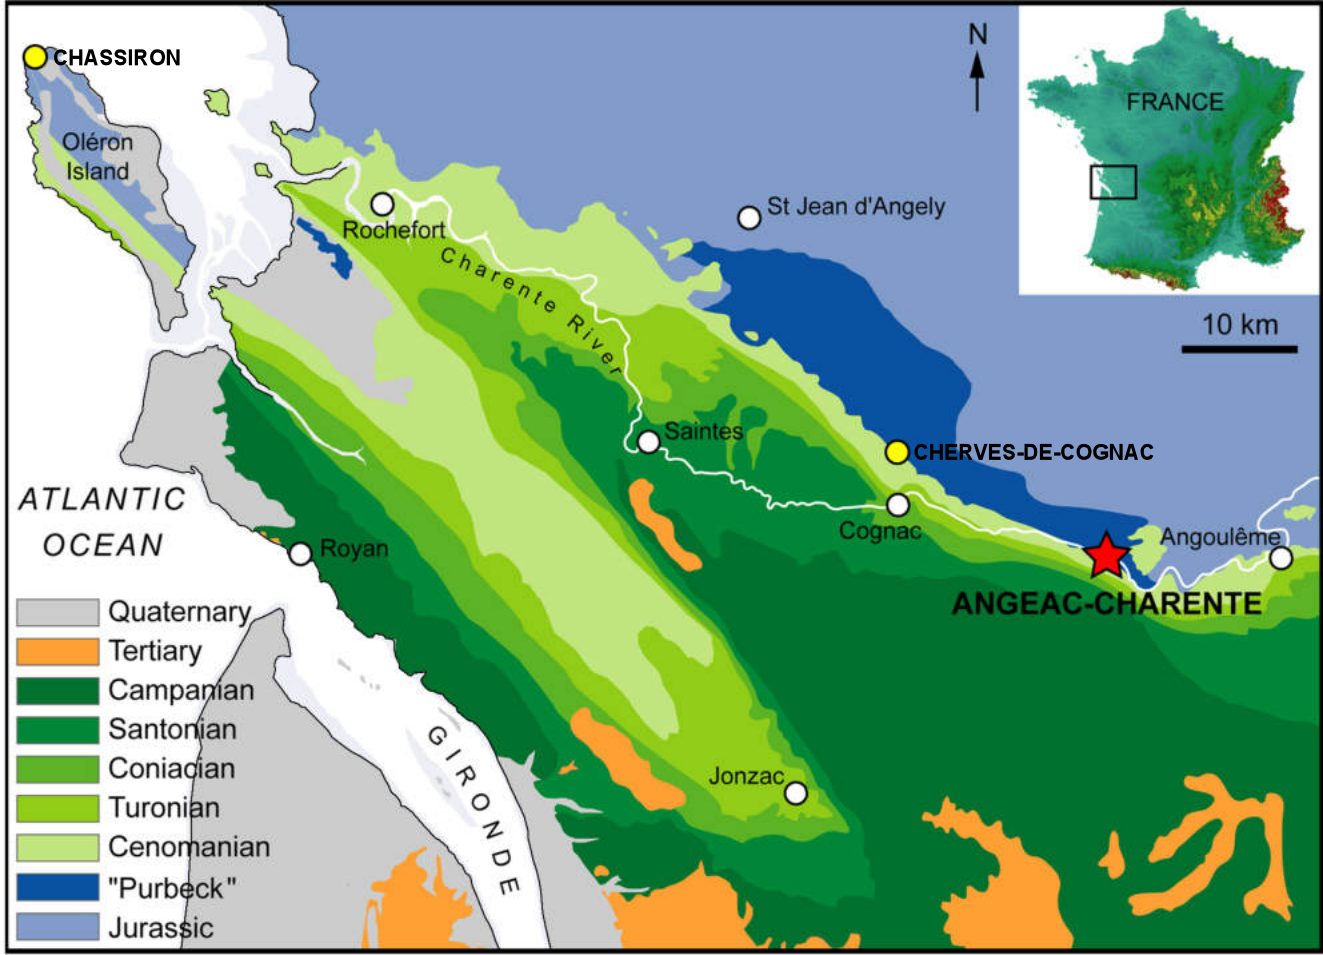 CHASSIRON
Oléron
Island
N
FRANCE
10 km
St Jean d'Angely
Rochefort
Charente River
Saintes
CHERVES-DE-COGNAC
Cognac
Angoulême
ANGEAC-CHARENTE
ATLANTIC
OCEAN
Royan
GIRONDE
Jonzac
Quaternary
Tertiary
Campanian
Santonian
Coniacian
Turonian
Cenomanian
"Purbeck"
Jurassic